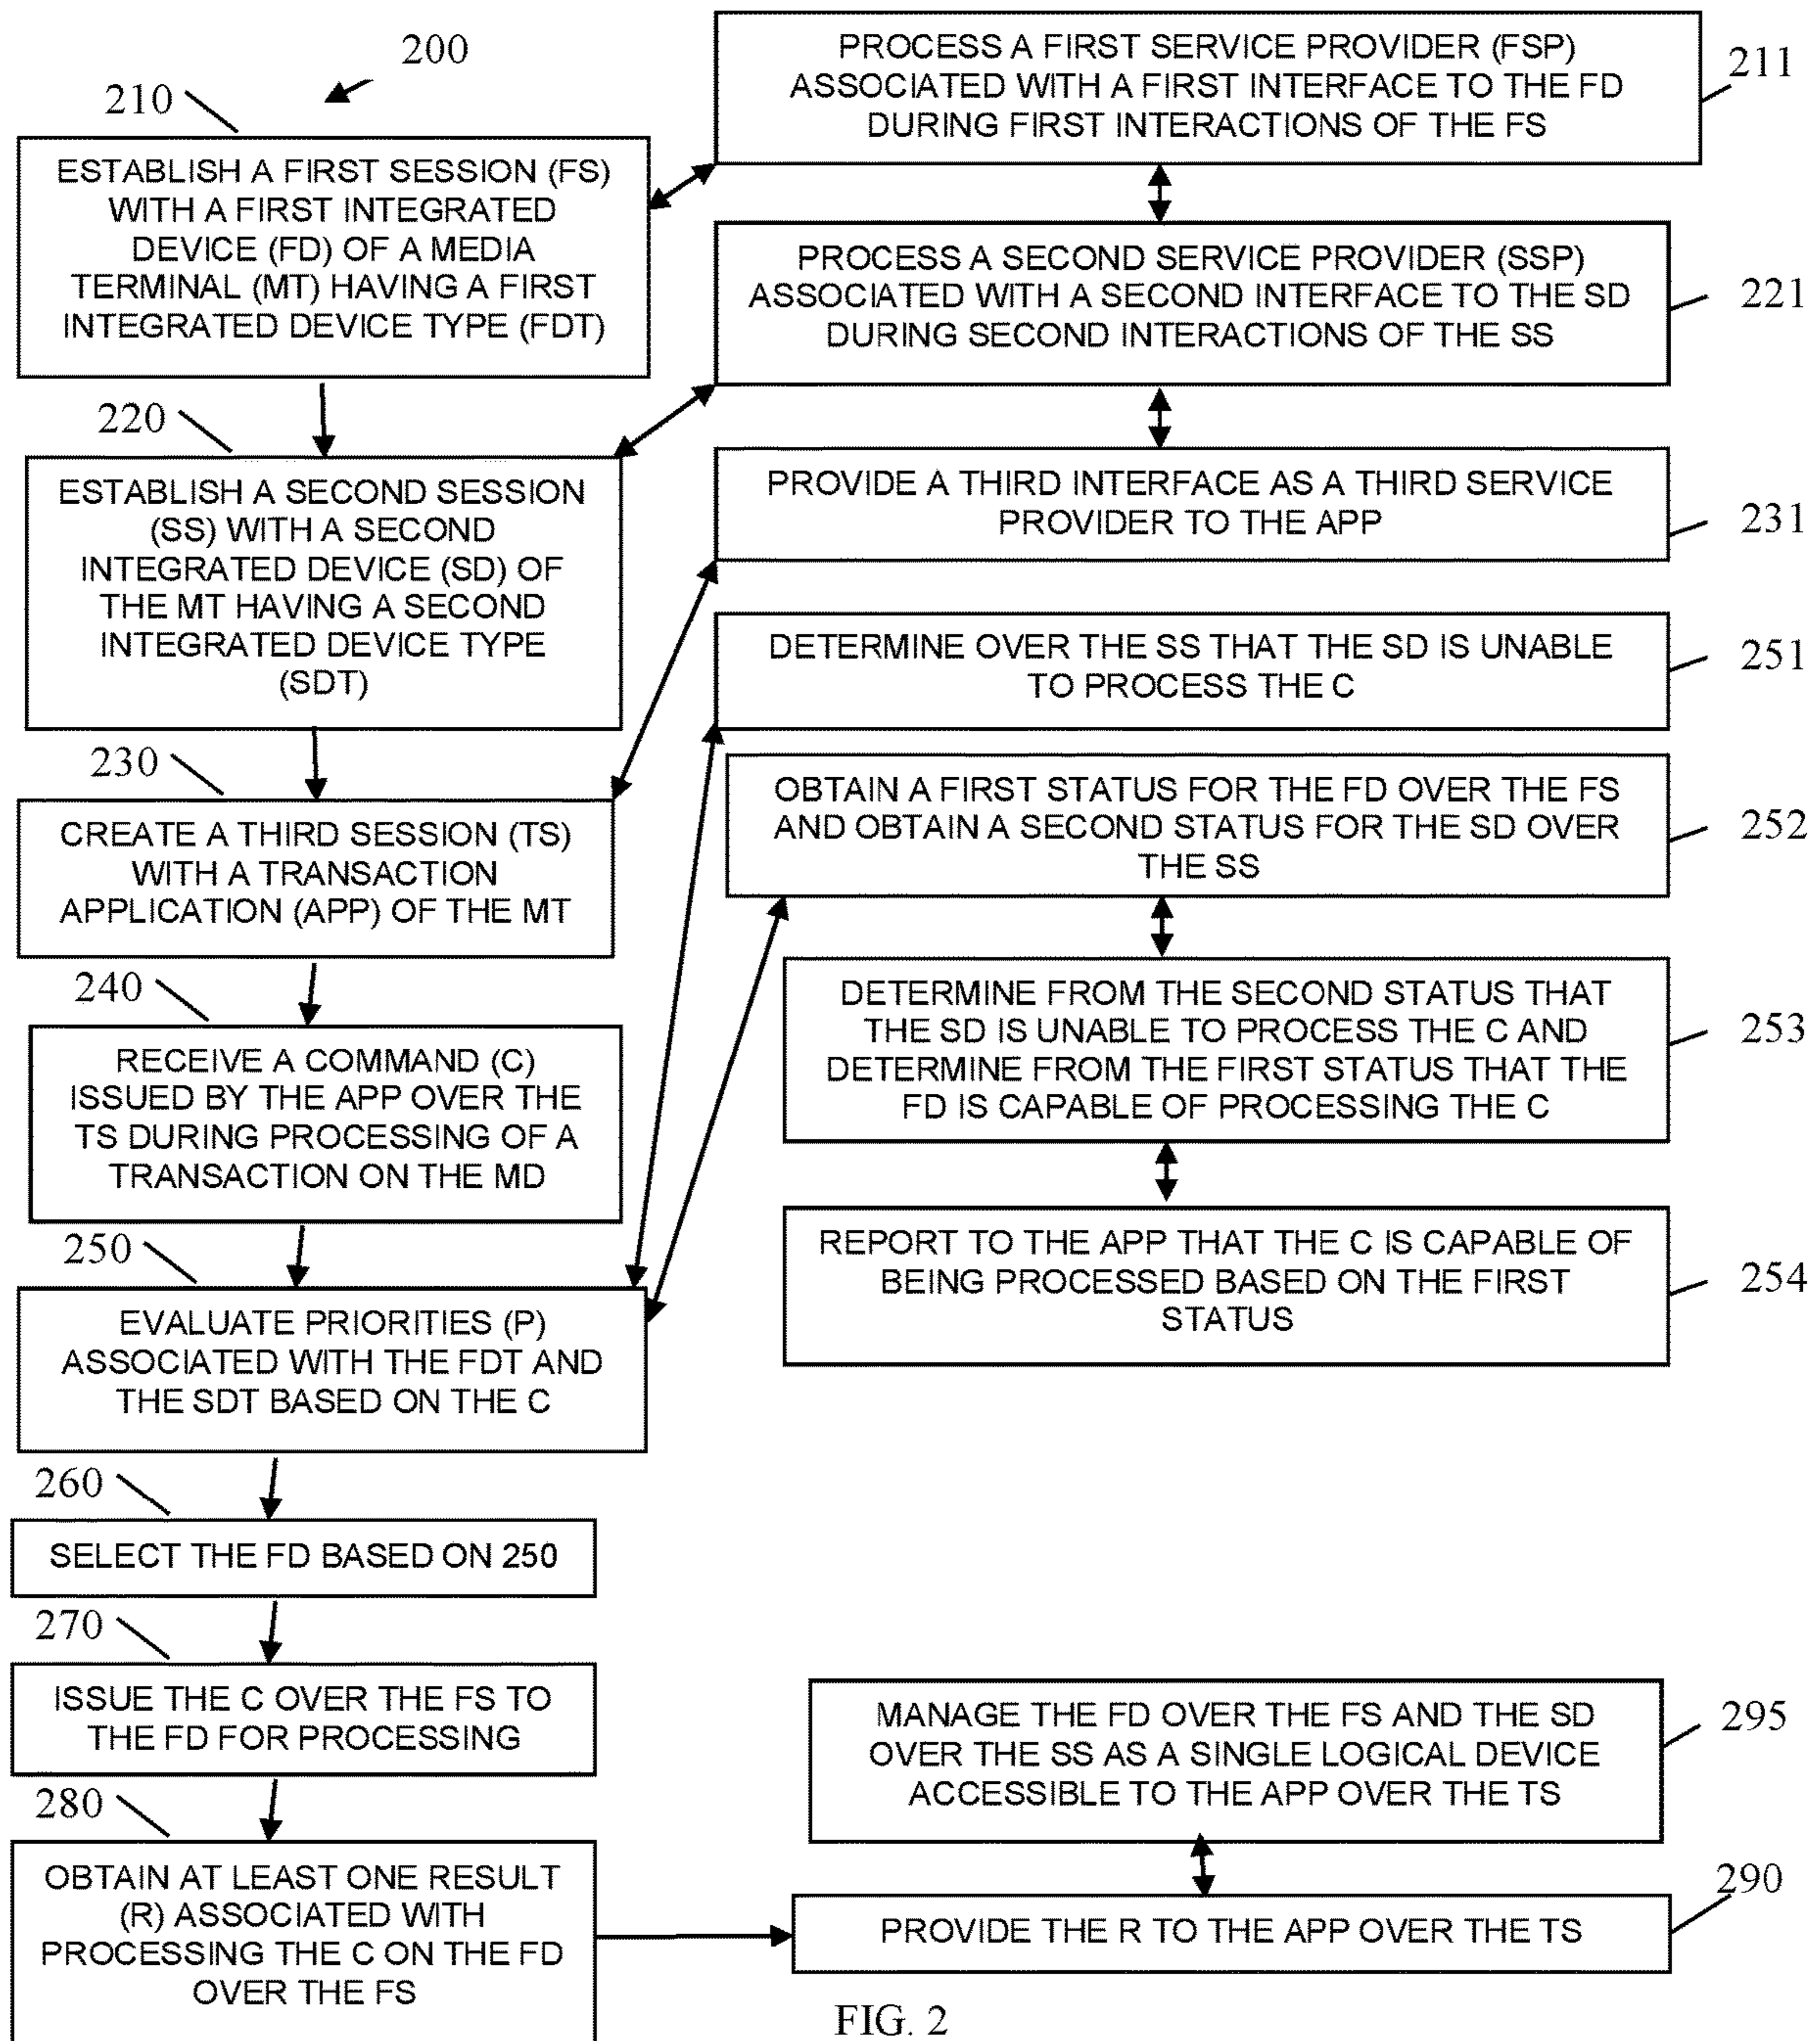 200
210
ESTABLISH A FIRST SESSION (FS)
WITH A FIRST INTEGRATED
DEVICE (FD) OF A MEDIA
TERMINAL (MT) HAVING A FIRST
INTEGRATED DEVICE TYPE (FDT)
PROCESS A FIRST SERVICE PROVIDER (FSP)
ASSOCIATED WITH A FIRST INTERFACE TO THE FD
DURING FIRST INTERACTIONS OF THE FS
211
PROCESS A SECOND SERVICE PROVIDER (SSP)
ASSOCIATED WITH A SECOND INTERFACE TO THE SD
DURING SECOND INTERACTIONS OF THE SS
221
220
ESTABLISH A SECOND SESSION
(SS) WITH A SECOND
INTEGRATED DEVICE (SD) OF
THE MT HAVING A SECOND
INTEGRATED DEVICE TYPE
(SDT)
PROVIDE A THIRD INTERFACE AS A THIRD SERVICE
PROVIDER TO THE APP
231
DETERMINE OVER THE SS THAT THE SD IS UNABLE
TO PROCESS THE C
251
230
CREATE A THIRD SESSION (TS)
WITH A TRANSACTION
APPLICATION (APP) OF THE MT
OBTAIN A FIRST STATUS FOR THE FD OVER THE FS
AND OBTAIN A SECOND STATUS FOR THE SD OVER
THE SS
252
240
RECEIVE A COMMAND (C)
ISSUED BY THE APP OVER THE
TS DURING PROCESSING OF A
TRANSACTION ON THE MD
DETERMINE FROM THE SECOND STATUS THAT
THE SD IS UNABLE TO PROCESS THE C AND
DETERMINE FROM THE FIRST STATUS THAT THE
FD IS CAPABLE OF PROCESSING THE C
253
250
EVALUATE PRIORITIES (P)
ASSOCIATED WITH THE FDT AND
THE SDT BASED ON THE C
REPORT TO THE APP THAT THE C IS CAPABLE OF
BEING PROCESSED BASED ON THE FIRST
STATUS
254
260
SELECT THE FD BASED ON 250
270
ISSUE THE C OVER THE FS TO
THE FD FOR PROCESSING
280
OBTAIN AT LEAST ONE RESULT
(R) ASSOCIATED WITH
PROCESSING THE C ON THE FD
OVER THE FS
MANAGE THE FD OVER THE FS AND THE SD
OVER THE SS AS A SINGLE LOGICAL DEVICE
ACCESSIBLE TO THE APP OVER THE TS
295
290
PROVIDE THE R TO THE APP OVER THE TS
FIG. 2